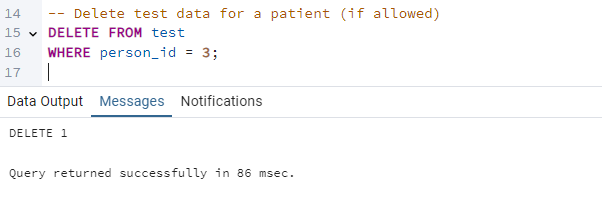 14 -- Delete test data for a patient (if allowed)
15 DELETE FROM test
16 WHERE person_id = 3;
17
Data Output Messages Notifications
DELETE 1
Query returned successfully in 86 msec.